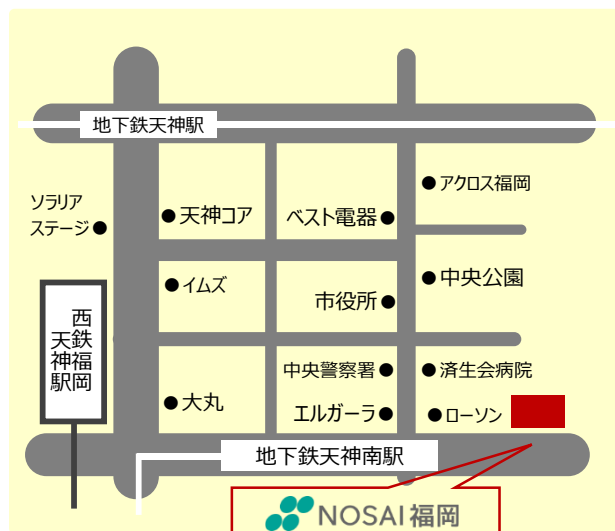 地下鉄天神駅
アクロス福岡
ソラリア
ステージ
天神コア
ベスト電器
イムズ
中央公園
市役所
西鉄福岡
天神駅
中央警察署
済生会病院
大丸
エルガーラ
ローソン
地下鉄天神南駅
NOSAI福岡